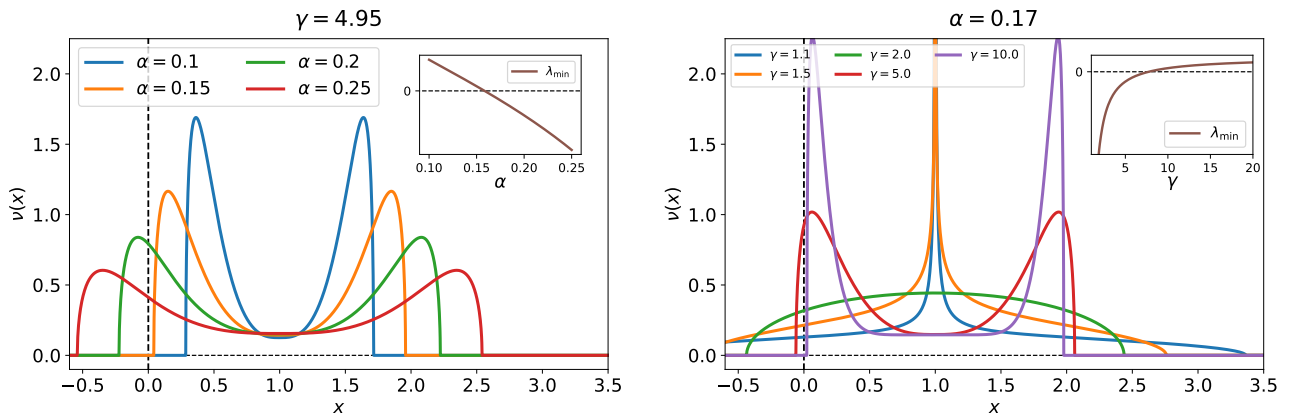 γ = 4.95
α = 0.1
α = 0.2
α = 0.15
α = 0.25
λmin
0
0.10 0.15 0.20 0.25
α
2.0
1.5
1.0
0.5
0.0
ν(x)
−0.5 0.0 0.5 1.0 1.5 2.0 2.5 3.0 3.5
x
α = 0.17
γ = 1.1
γ = 2.0
γ = 10.0
γ = 1.5
γ = 5.0
0
λmin
5 10 15 20
γ
2.0
1.5
1.0
0.5
0.0
ν(x)
−0.5 0.0 0.5 1.0 1.5 2.0 2.5 3.0 3.5
x